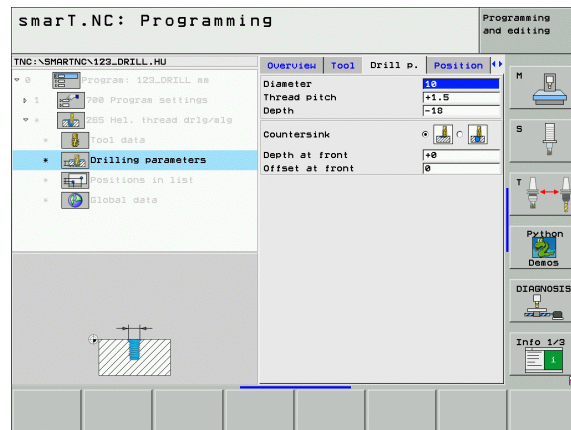 smarT.NC: Programming
Programming and editing
TNC:\SMARTNC\123_DRILL.HU
0 Program: 123_DRILL mm
1 700 Program settings
* 265 Hel. thread drlg/mlg
* Tool data
* Drilling parameters
* Positions in list
* Global data
Overview Tool Drill p. Position
Diameter 10
Thread pitch +1.5
Depth -18
Countersink
Depth at front +0
Offset at front 0
M
S
T
Python
Demos
DIAGNOSIS
Info 1/3